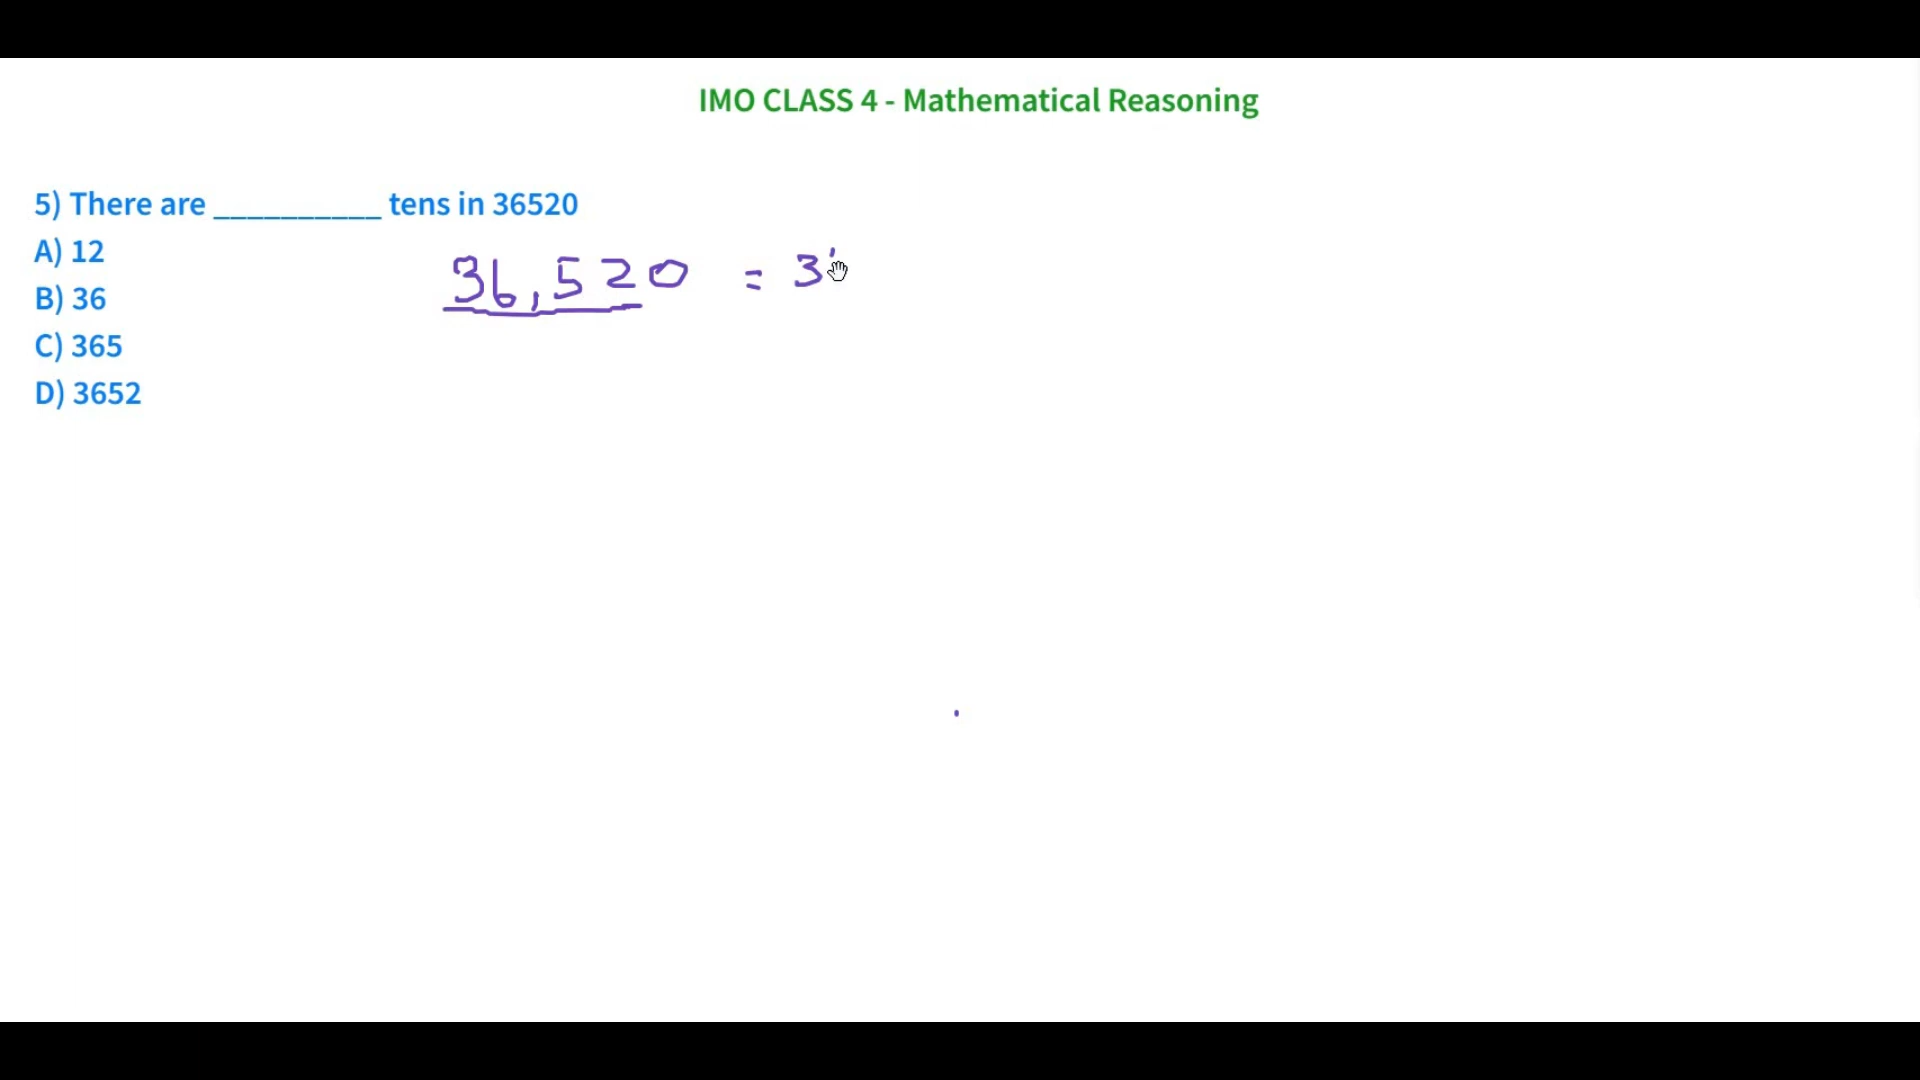 IMO CLASS 4 - Mathematical Reasoning
5) There are __________ tens in 36520
A) 12
36,520 = 3
B) 36
C) 365
D) 3652